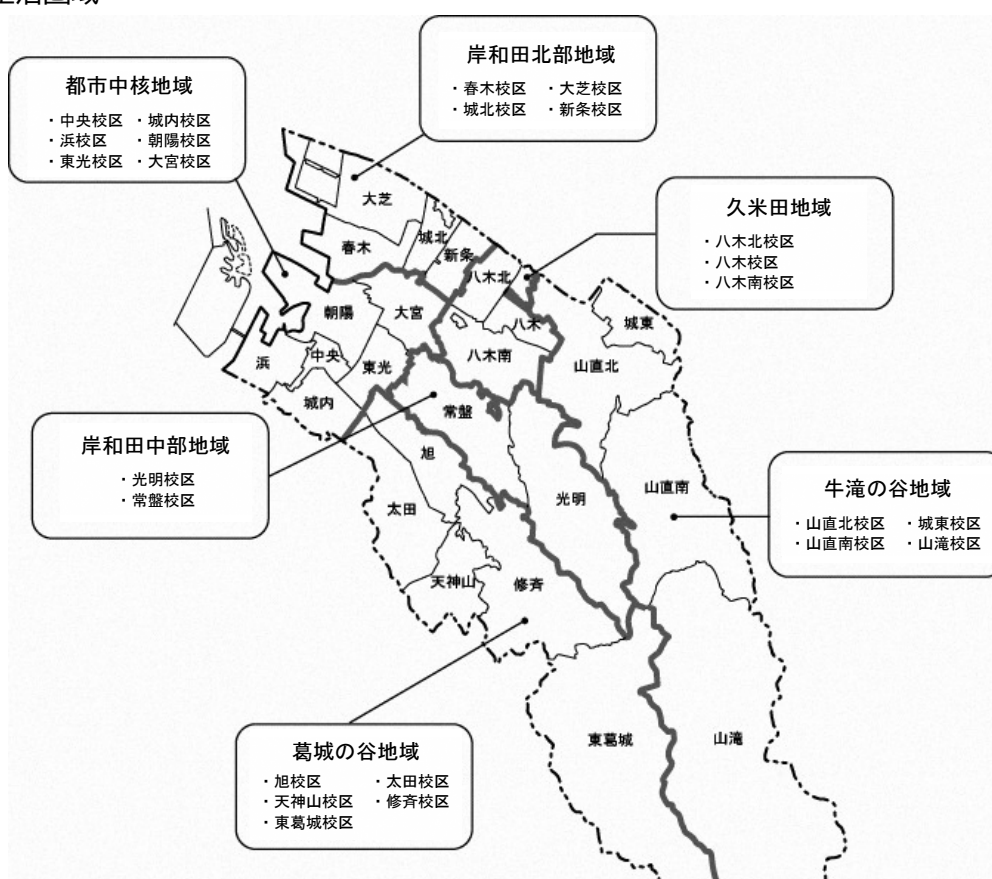 岸和田北部地域
・春木校区 ・大芝校区
・城北校区 ・新条校区
都市中核地域
・中央校区 ・城内校区
・浜校区 ・朝陽校区
・東光校区 ・大宮校区
久米田地域
・八木北校区
・八木校区
・八木南校区
大芝
春木
城北
新条
八木北
朝陽
大宮
八木
城東
浜
中央
東光
八木南
山直北
城内
常盤
岸和田中部地域
・光明校区
・常盤校区
旭
太田
光明
山直南
牛滝の谷地域
・山直北校区 ・城東校区
・山直南校区 ・山滝校区
天神山
修斉
東葛城
山滝
葛城の谷地域
・旭校区 ・太田校区
・天神山校区 ・修斉校区
・東葛城校区